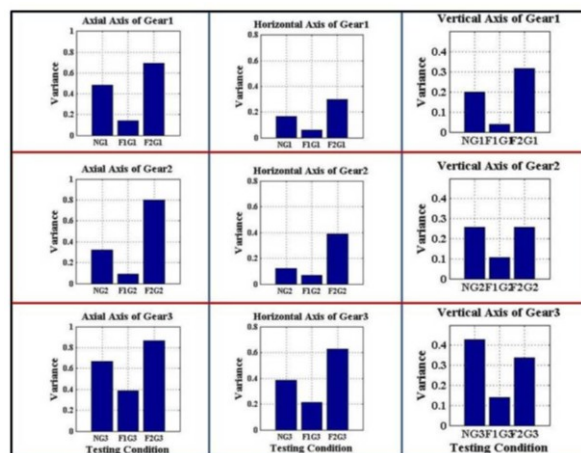 Axial Axis of Gear1
Variance
1
0.8
0.6
0.4
0.2
0
NG1 F1G1 F2G1
Horizontal Axis of Gear1
Variance
0.8
0.6
0.4
0.2
0
NG1 F1G1 F2G1
Vertical Axis of Gear1
Variance
0.4
0.3
0.2
0.1
0
NG1F1G1F2G1
Axial Axis of Gear2
Variance
1
0.8
0.6
0.4
0.2
0
NG2 F1G2 F2G2
Horizontal Axis of Gear2
Variance
0.8
0.6
0.4
0.2
0
NG2 F1G2 F2G2
Vertical Axis of Gear2
Variance
0.4
0.3
0.2
0.1
NG2F1G2F2G2
Axial Axis of Gear3
Variance
1
0.8
0.6
0.4
0.2
0
NG3 F1G3 F2G3
Testing Condition
Horizontal Axis of Gear3
Variance
0.8
0.6
0.4
0.2
0
NG3 F1G3 F2G3
Testing Condition
Vertical Axis of Gear3
Variance
0.4
0.3
0.2
0.1
0
NG3F1G3F2G3
Testing Condition